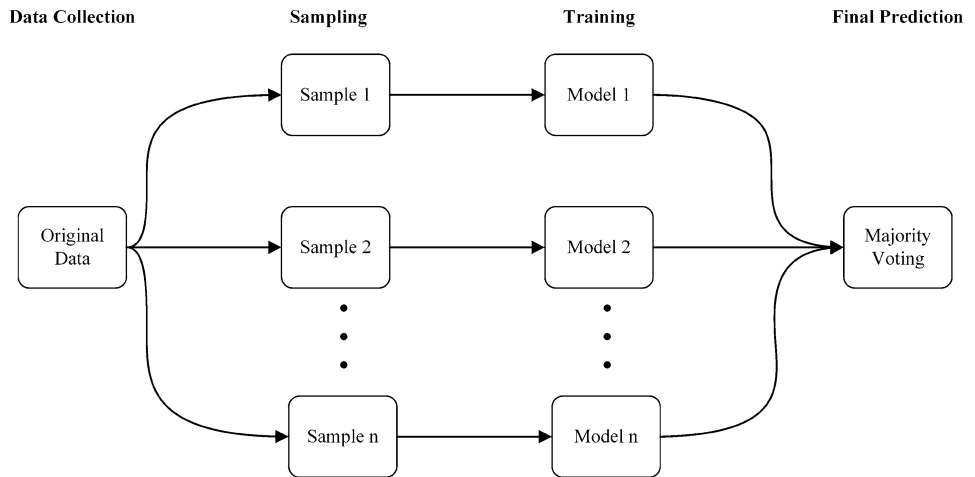 Data Collection
Sampling
Training
Final Prediction
Sample 1
Model 1
Original
Data
Sample 2
Model 2
Majority
Voting
Sample n
Model n